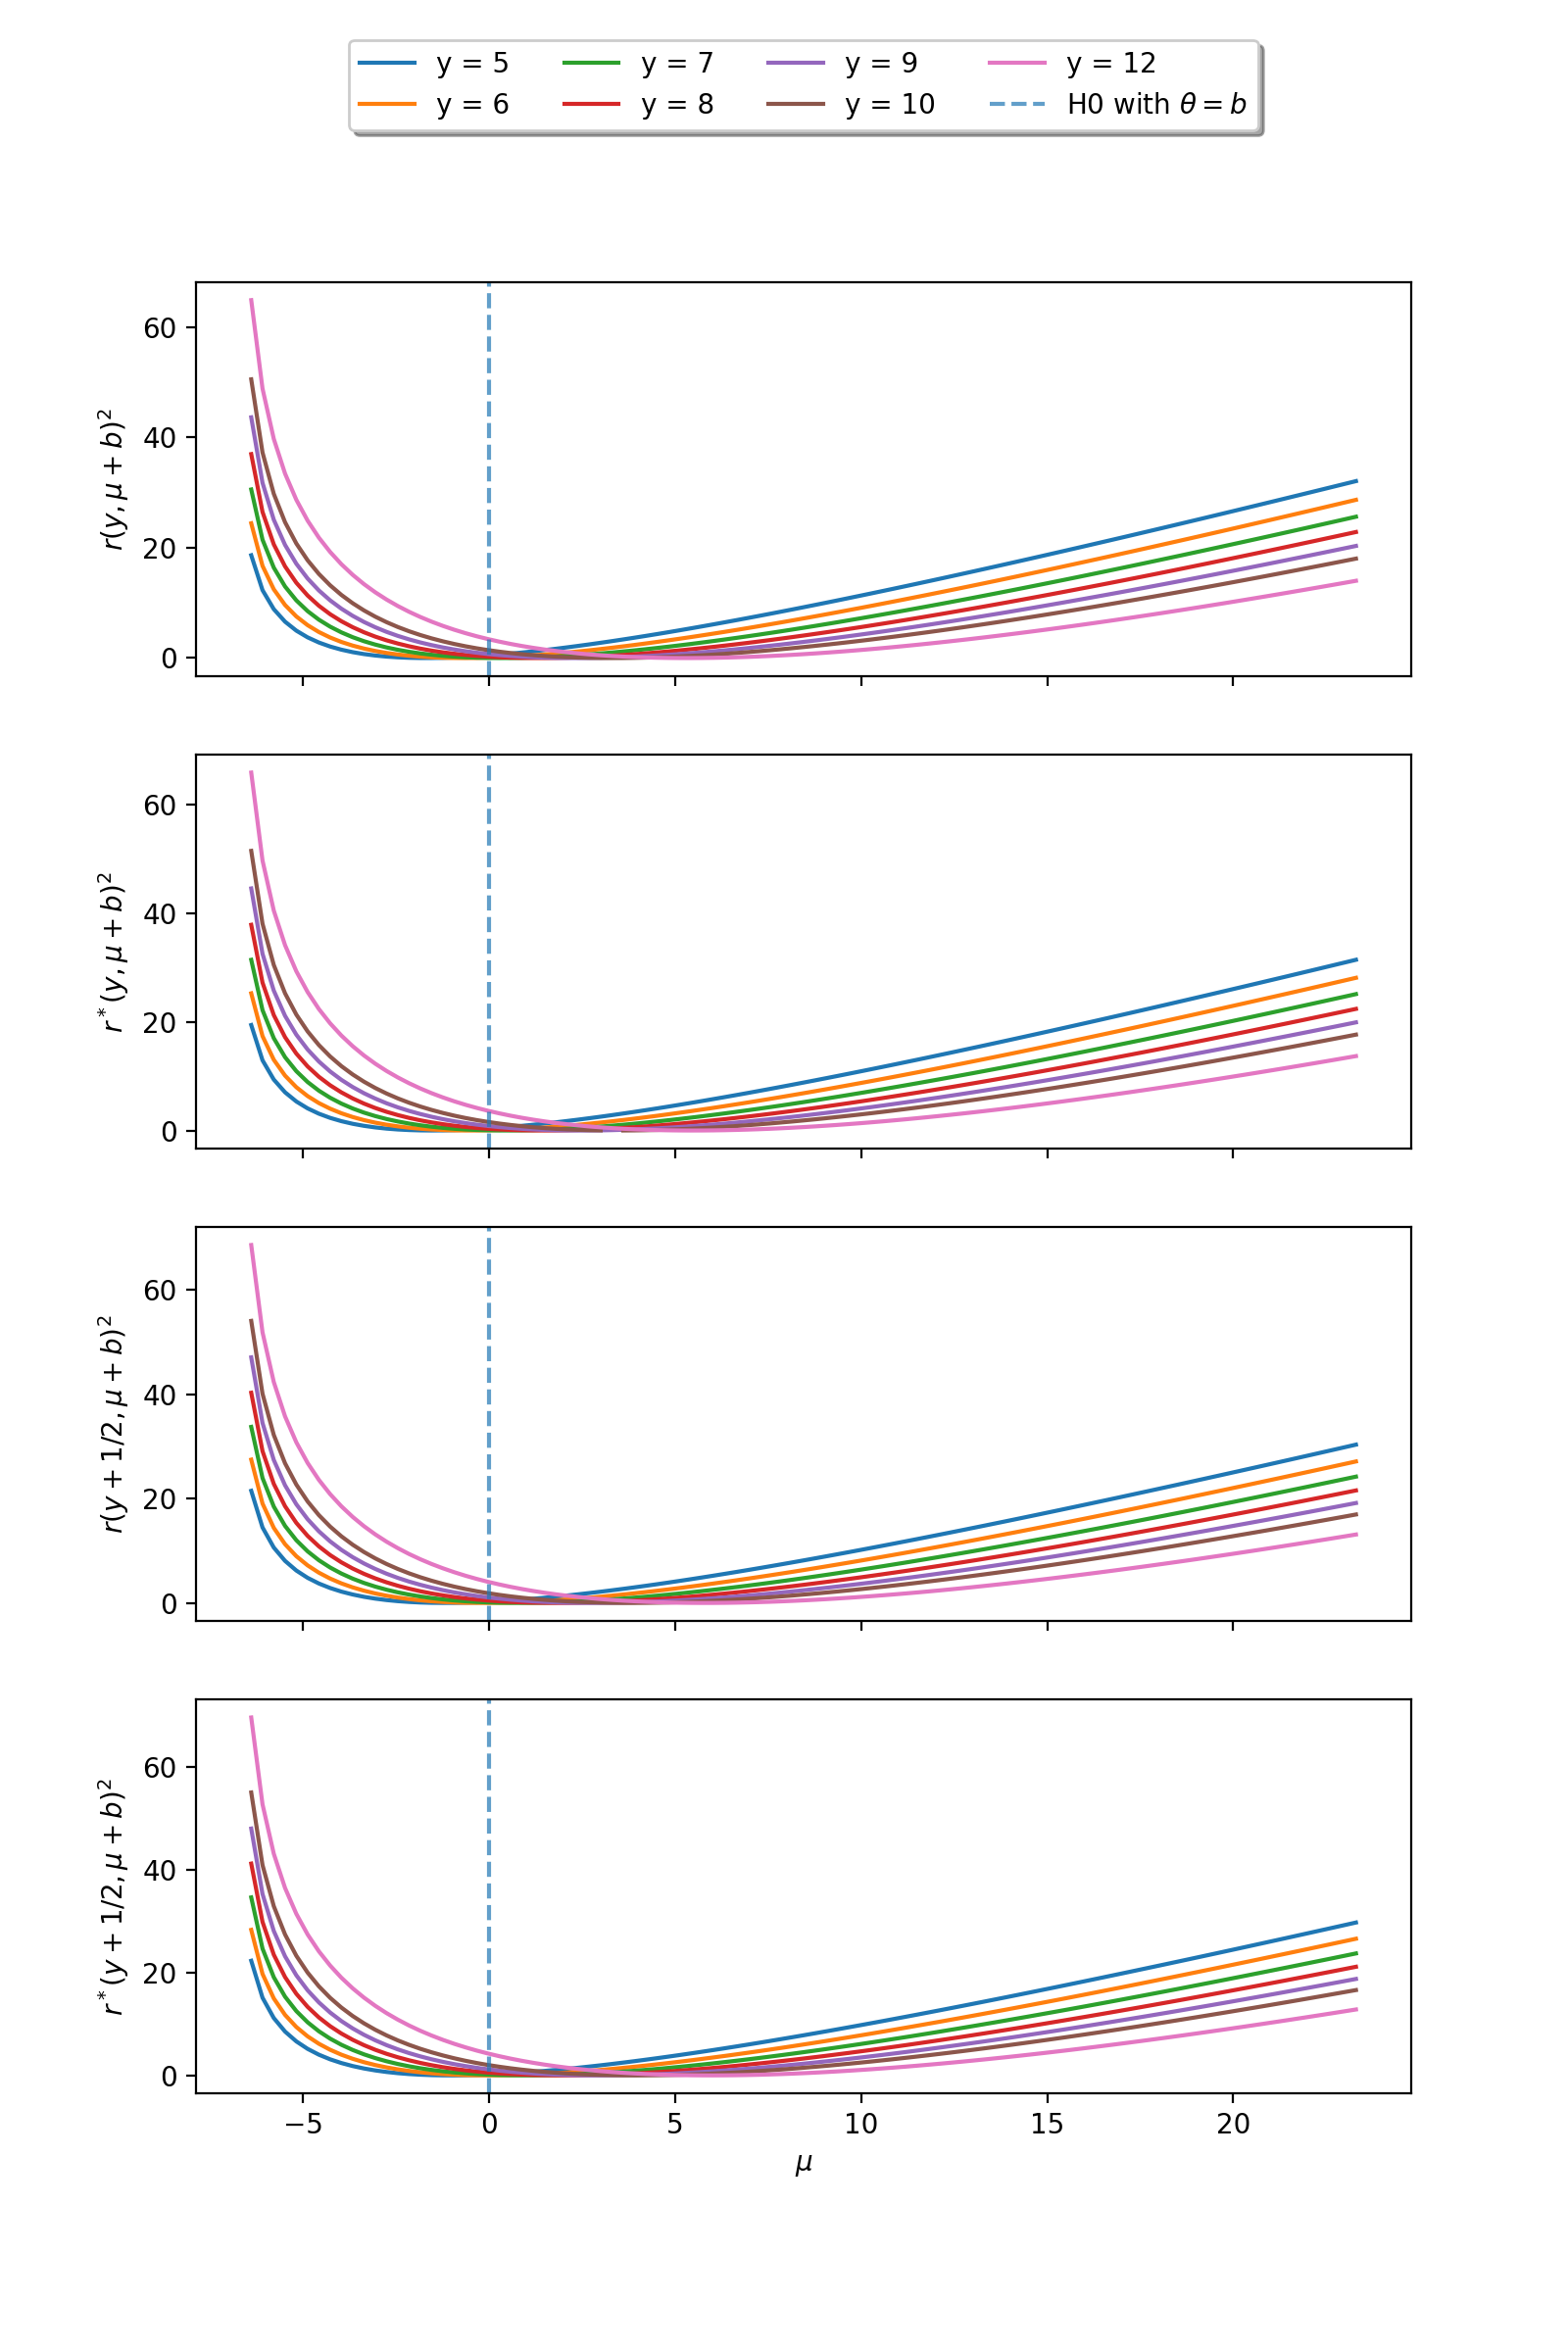 y = 5 y = 7 y = 9 y = 12
y = 6 y = 8 y = 10 H0 with θ = b
r(y, μ + b)²
60
40
20
0
r*(y, μ + b)²
60
40
20
0
r(y + 1/2, μ + b)²
60
40
20
0
r*(y + 1/2, μ + b)²
60
40
20
0
−5 0 5 10 15 20
μ